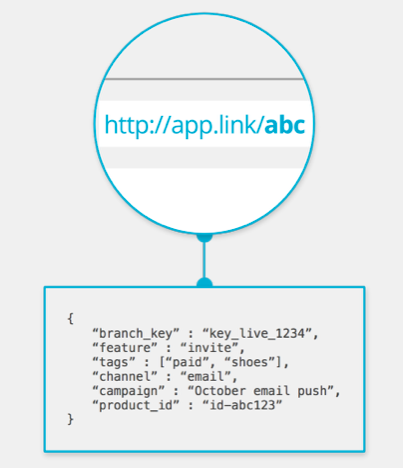 http://app.link/abc
{
“branch_key” : “key_live_1234”,
“feature” : “invite”,
“tags” : [“paid”, “shoes”],
“channel” : “email”,
“campaign” : “October email push”,
“product_id” : “id-abc123”
}